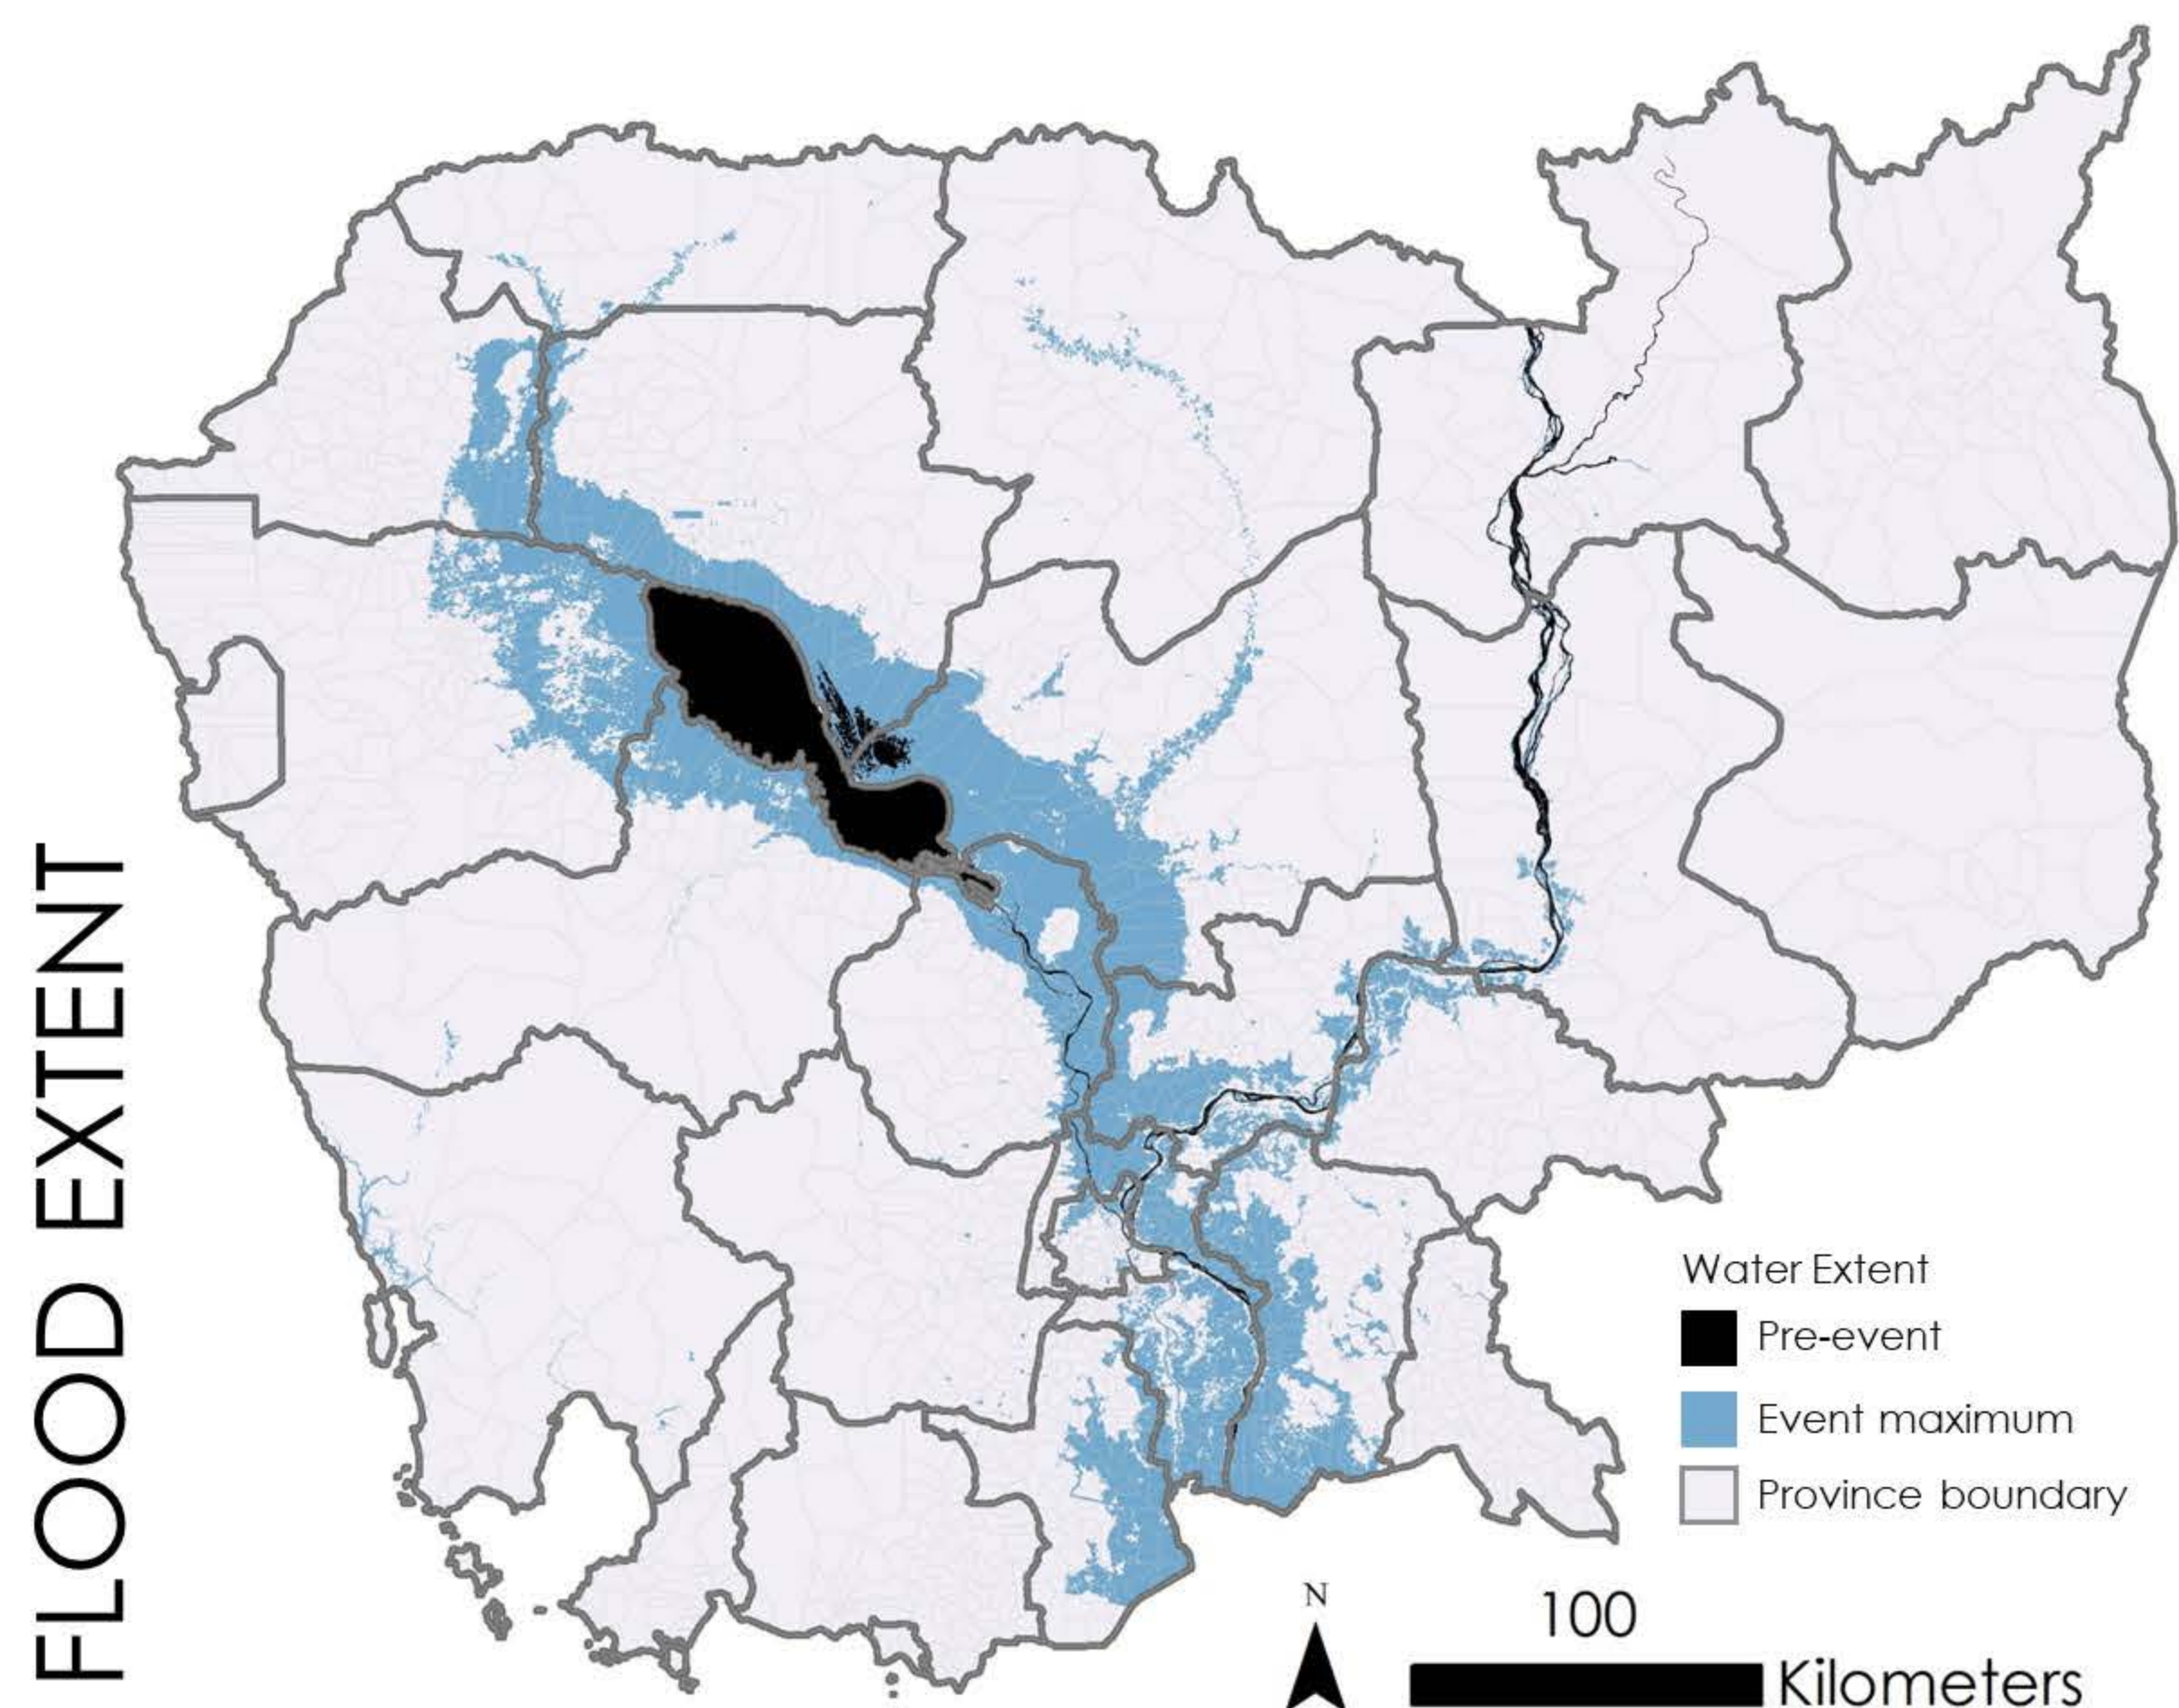 FLOOD EXTENT
Water Extent
Pre-event
Event maximum
Province boundary
N
100
Kilometers